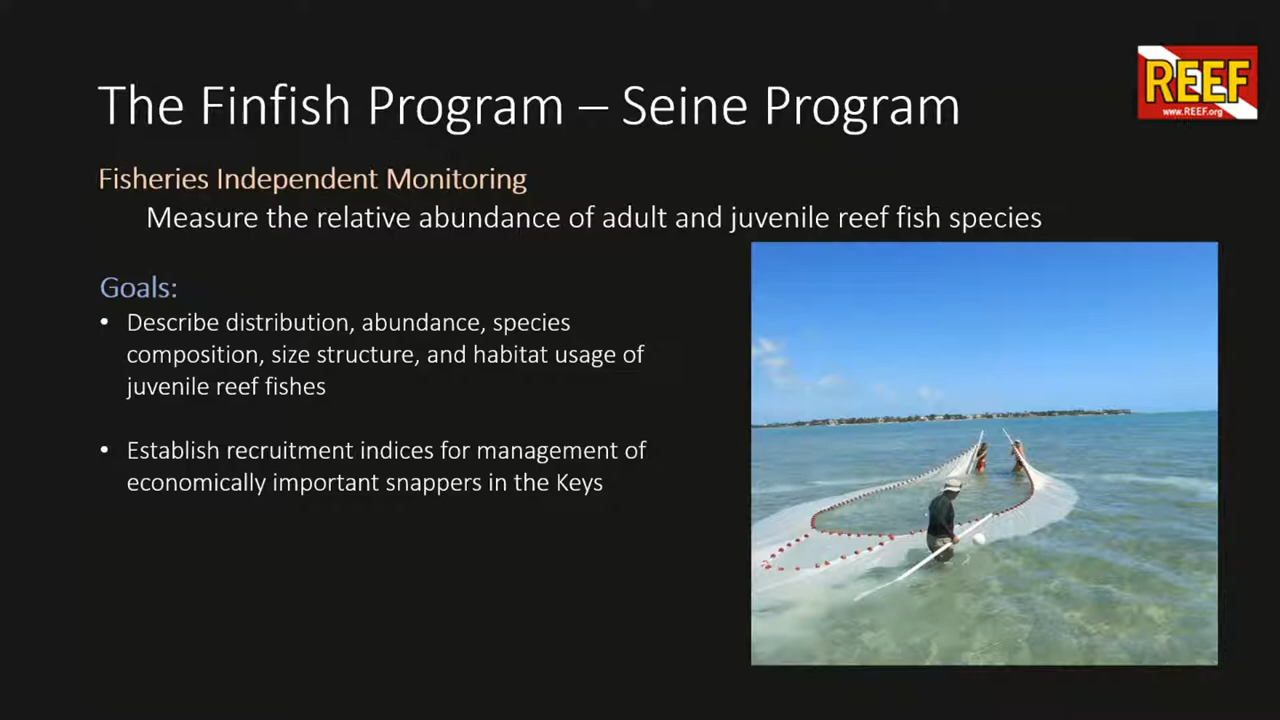 REEF
www.REEF.org
The Finfish Program – Seine Program
Fisheries Independent Monitoring
Measure the relative abundance of adult and juvenile reef fish species
Goals:
• Describe distribution, abundance, species
composition, size structure, and habitat usage of
juvenile reef fishes
• Establish recruitment indices for management of
economically important snappers in the Keys